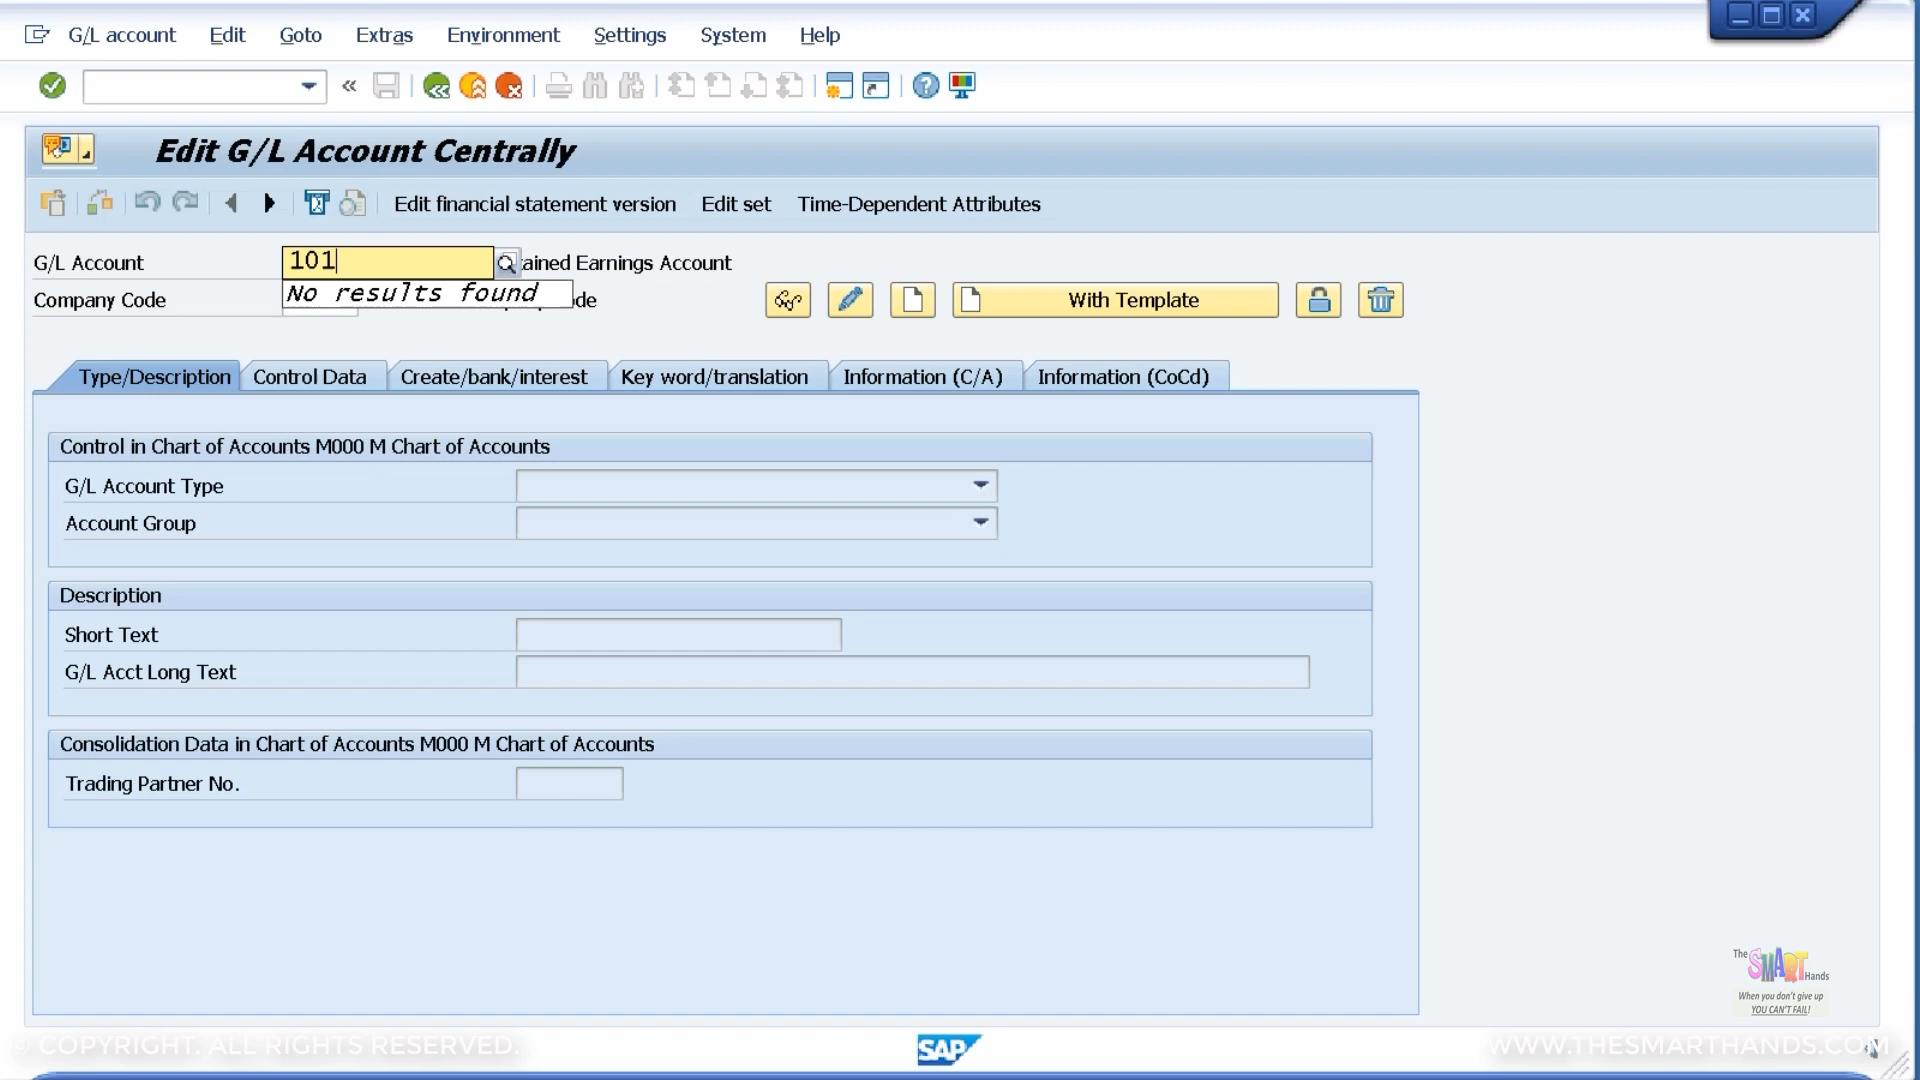 G/L account Edit Goto Extras Environment Settings System Help
Edit G/L Account Centrally
Edit financial statement version Edit set Time-Dependent Attributes
G/L Account 101 ained Earnings Account
No results found
Company Code de
With Template
Type/Description Control Data Create/bank/interest Key word/translation Information (C/A) Information (CoCd)
Control in Chart of Accounts M000 M Chart of Accounts
G/L Account Type
Account Group
Description
Short Text
G/L Acct Long Text
Consolidation Data in Chart of Accounts M000 M Chart of Accounts
Trading Partner No.
The SMART Hands
When you don't give up
YOU CAN'T FAIL!
© COPYRIGHT. ALL RIGHTS RESERVED.
SAP
WWW.THESMARTHANDS.COM